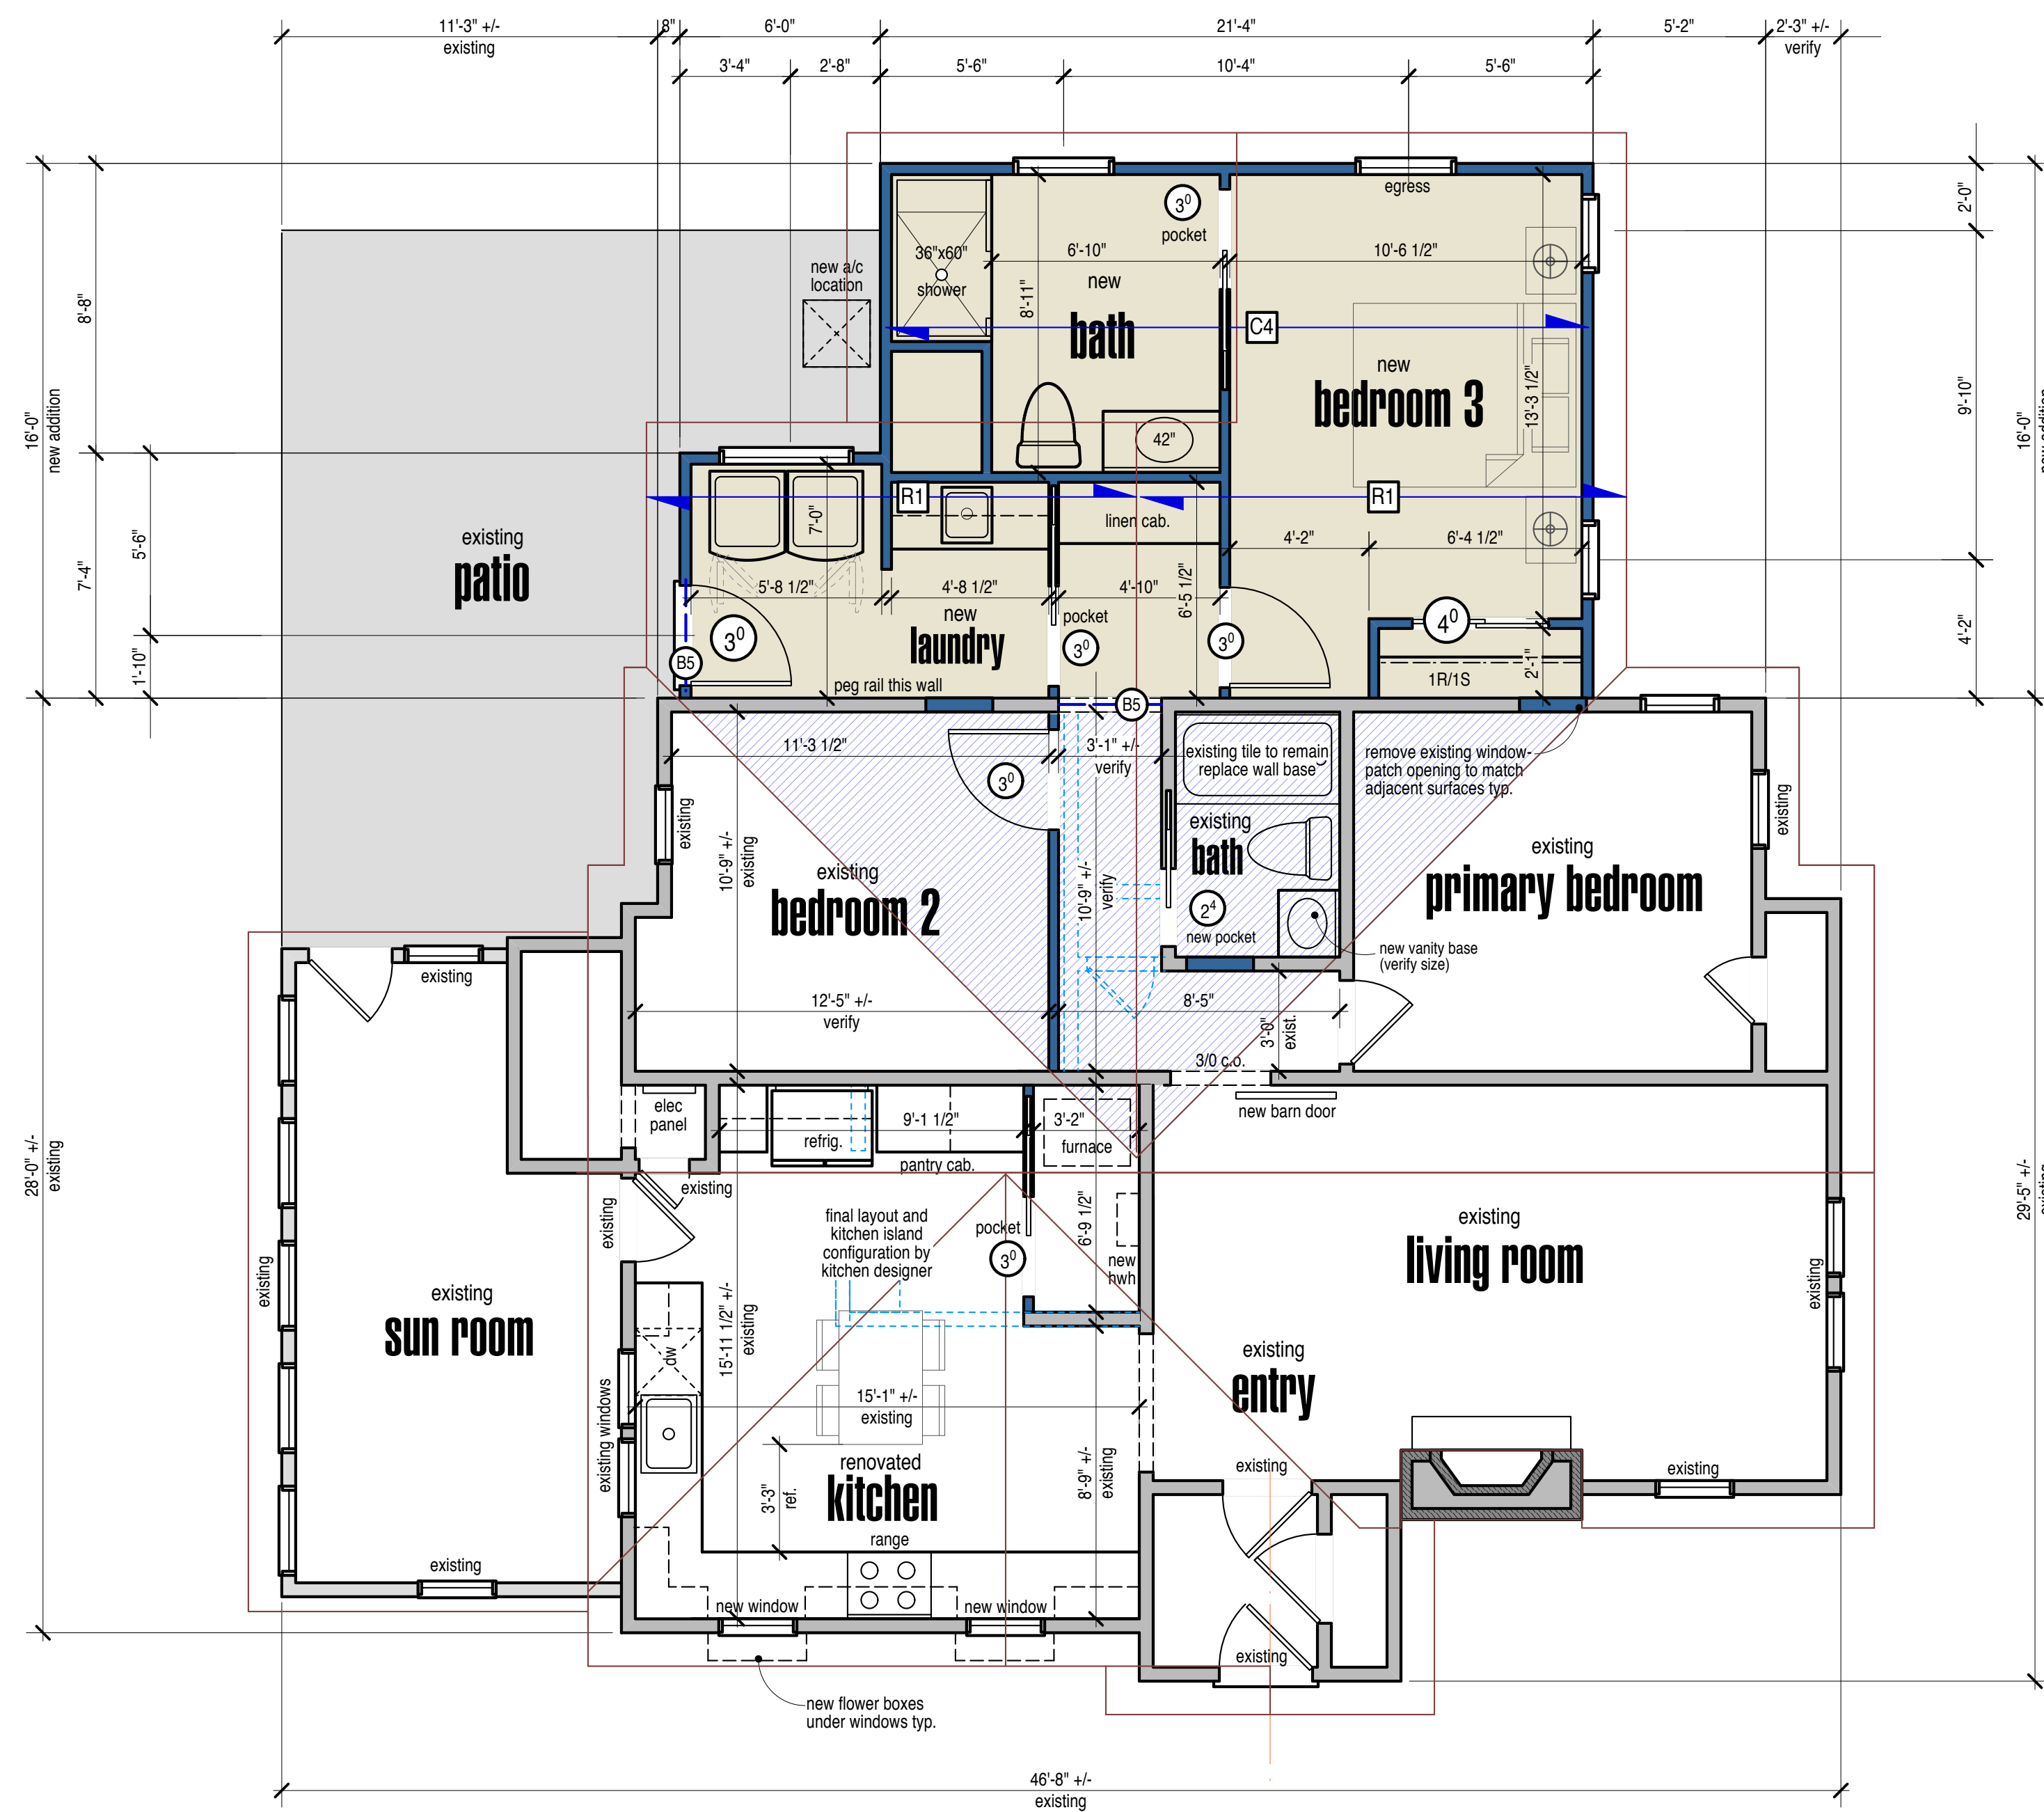 11'-3" +/-
existing
8"
6'-0"
21'-4"
5'-2"
2'-3" +/-
verify
3'-4"
2'-8"
5'-6"
10'-4"
5'-6"
16'-0"
new addition
8'-8"
7'-4"
5'-6"
1'-10"
2'-0"
9'-10"
4'-2"
16'-0"
new addition
egress
3⁰
pocket
36"x60"
shower
6'-10"
10'-6 1/2"
new a/c
location
8'-11"
new
bath
C4
new
bedroom 3
13'-3 1/2"
42"
R1
R1
linen cab.
7'-0"
4'-2"
6'-4 1/2"
existing
patio
5'-8 1/2"
4'-8 1/2"
4'-10"
6'-5 1/2"
new
laundry
pocket
3⁰
3⁰
3⁰
4⁰
B5
2'-1"
1R/1S
peg rail this wall
B5
11'-3 1/2"
3'-1" +/-
verify
existing tile to remain
replace wall base
remove existing window-
patch opening to match
adjacent surfaces typ.
3⁰
existing
existing
10'-9" +/-
existing
existing
bedroom 2
10'-9" +/-
verify
existing
bath
2⁴
new pocket
existing
primary bedroom
new vanity base
(verify size)
existing
12'-5" +/-
verify
8'-5"
3'-0"
exist.
3/0 c.o.
new barn door
elec
panel
refrig.
9'-1 1/2"
pantry cab.
3'-2"
furnace
28'-0" +/-
existing
29'-5" +/-
existing
existing
existing
final layout and
kitchen island
configuration by
kitchen designer
pocket
3⁰
6'-9 1/2"
new
hwh
existing
living room
existing
existing
existing
sun room
15'-11 1/2" +/-
existing
dw
existing
entry
15'-1" +/-
existing
existing windows
3'-3"
ref.
renovated
kitchen
range
8'-9" +/-
existing
existing
existing
existing
new window
new window
existing
new flower boxes
under windows typ.
46'-8" +/-
existing